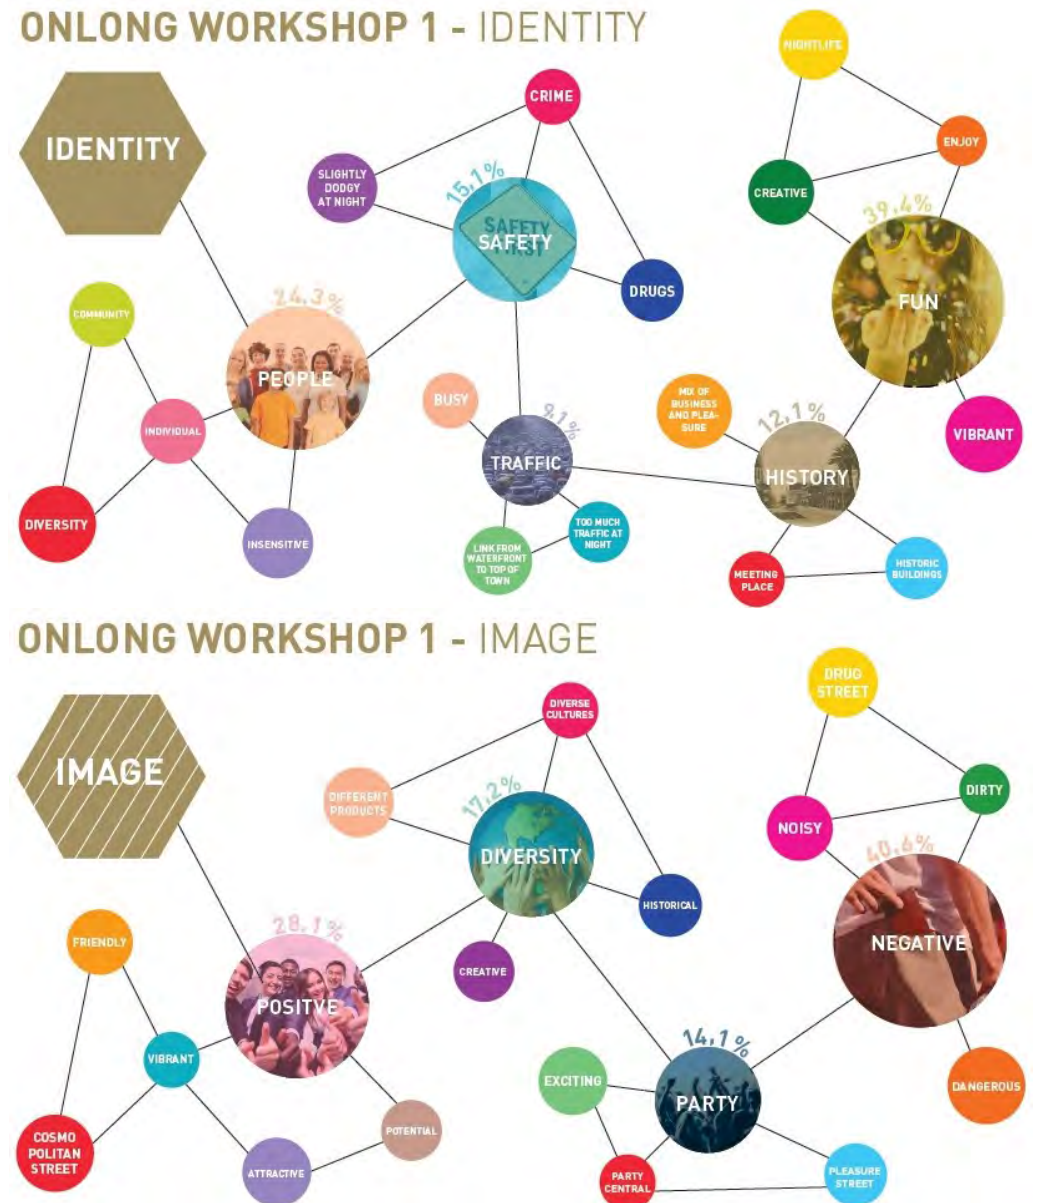 ONLONG WORKSHOP 1 - IDENTITY
IDENTITY
NIGHTLIFE
CRIME
ENJOY
SLIGHTLY
DODGY
AT NIGHT
15,1%
SAFETY
FIRST
SAFETY
CREATIVE
39,4%
FUN
DRUGS
COMMUNITY
24,3%
PEOPLE
BUSY
MIX OF
BUSINESS
AND PLEA-
SURE
9,1%
12,1%
INDIVIDUAL
VIBRANT
TRAFFIC
HISTORY
DIVERSITY
INSENSITIVE
LINK FROM
WATERFRONT
TO TOP OF
TOWN
TOO MUCH
TRAFFIC AT
NIGHT
MEETING
PLACE
HISTORIC
BUILDINGS
ONLONG WORKSHOP 1 - IMAGE
IMAGE
DIVERSE
CULTURES
DRUG
STREET
DIFFERENT
PRODUCTS
17,2%
DIVERSITY
DIRTY
NOISY
40,6%
NEGATIVE
HISTORICAL
FRIENDLY
28,1%
POSITVE
CREATIVE
VIBRANT
14,1%
EXCITING
PARTY
DANGEROUS
COSMO
POLITAN
STREET
ATTRACTIVE
POTENTIAL
PARTY
CENTRAL
PLEASURE
STREET